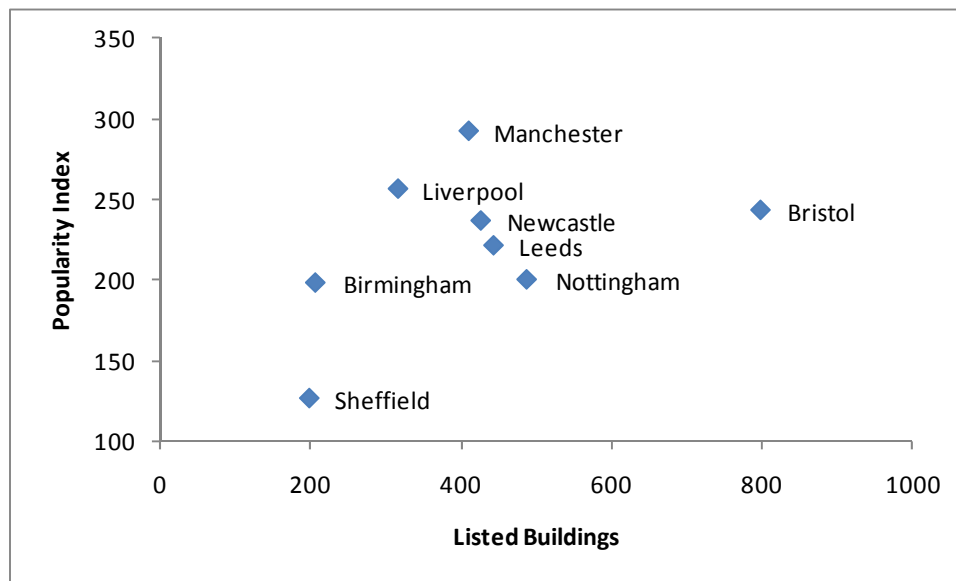 350
300
250
200
150
100
Popularity Index
Manchester
Liverpool
Newcastle
Bristol
Leeds
Birmingham
Nottingham
Sheffield
0 200 400 600 800 1000
Listed Buildings